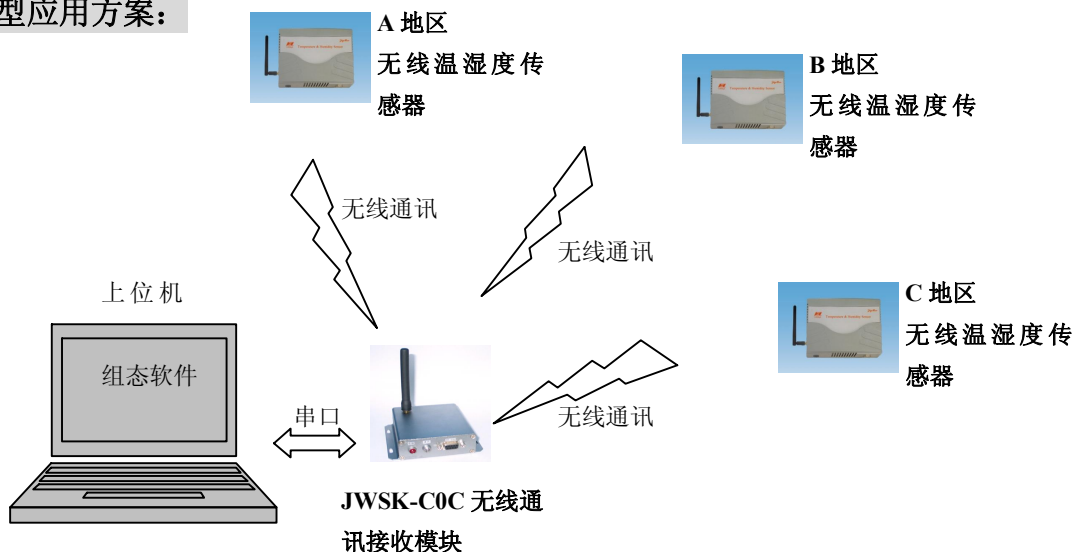 型应用方案：
A 地区
无线温湿度传
感器
B 地区
无线温湿度传
感器
无线通讯
无线通讯
C 地区
无线温湿度传
感器
上位机
组态软件
串口
无线通讯
JWSK-C0C 无线通
讯接收模块